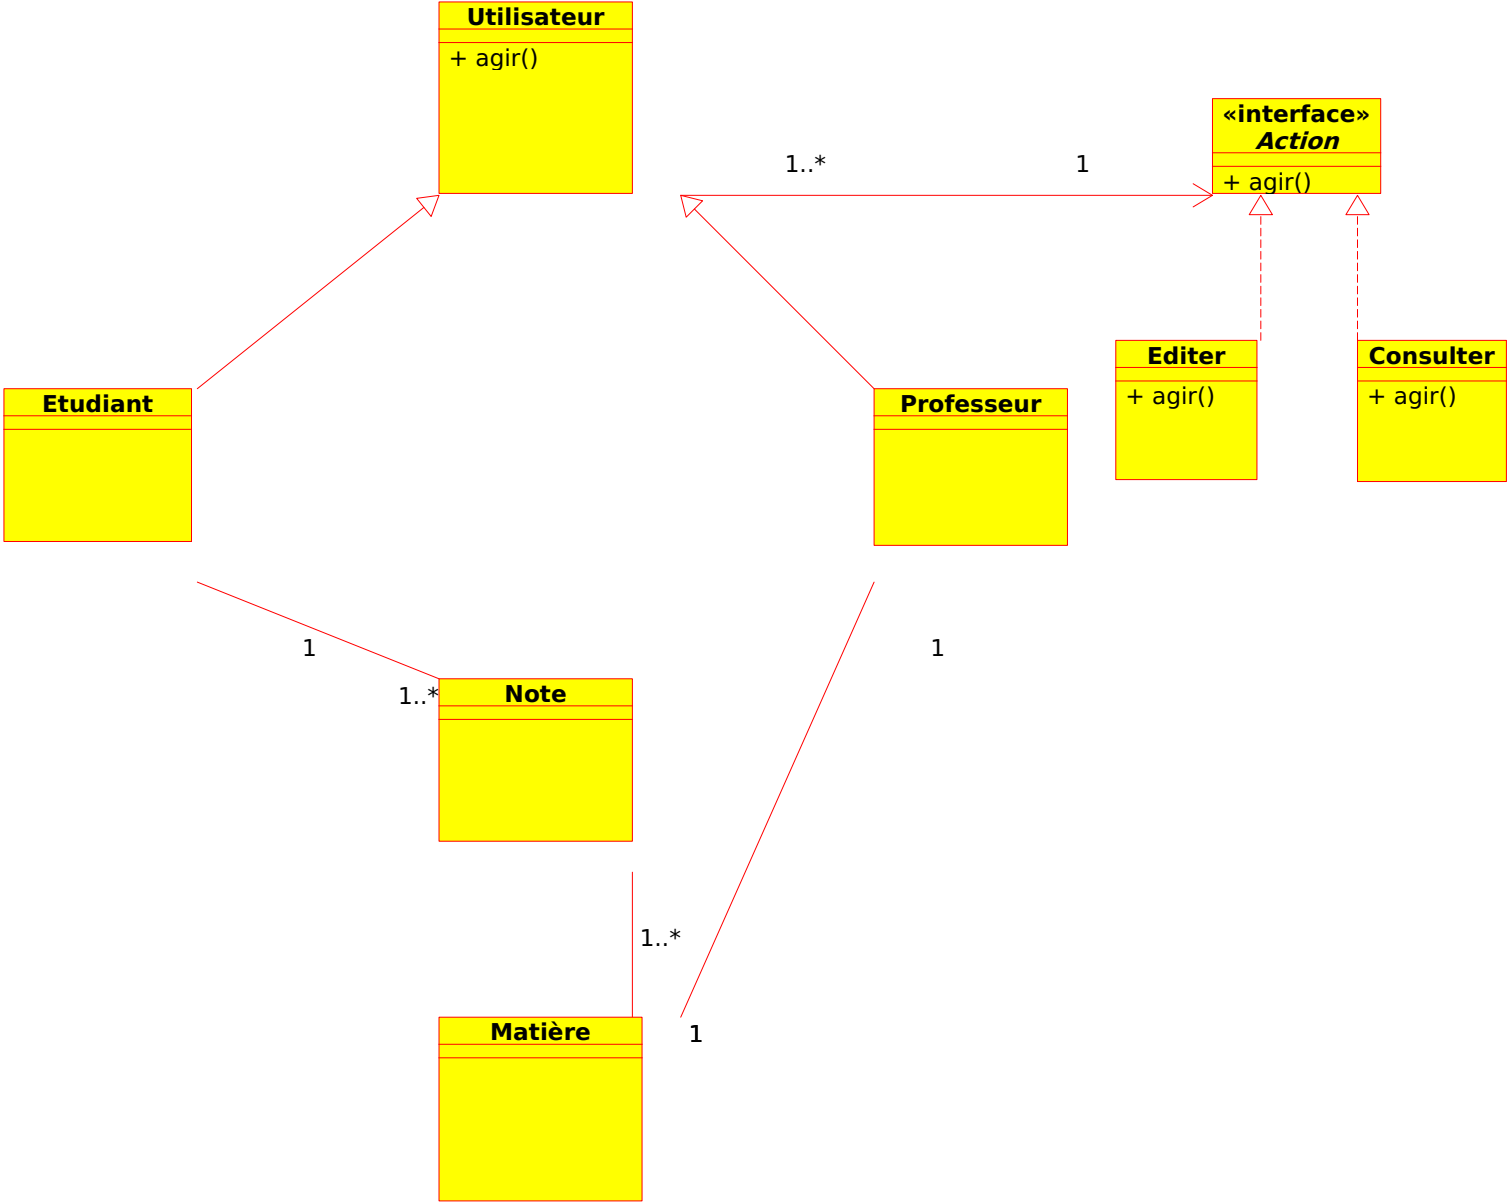 Utilisateur
+ agir()
«interface»
Action
+ agir()
1..*
1
Editer
+ agir()
Consulter
+ agir()
Etudiant
Professeur
1
1
1..*
Note
1..*
Matière
1